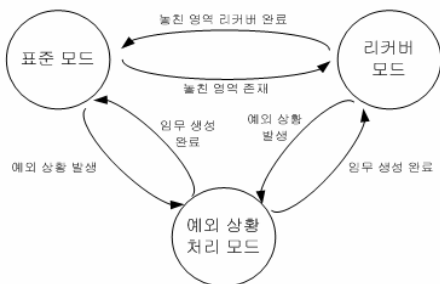 놓친 영역 리커버 완료
표준 모드
리커버
모드
놓친 영역 존재
임무 생성
완료
예외 상황
발생
예외 상황 발생
임무 생성 완료
예외 상황
처리 모드